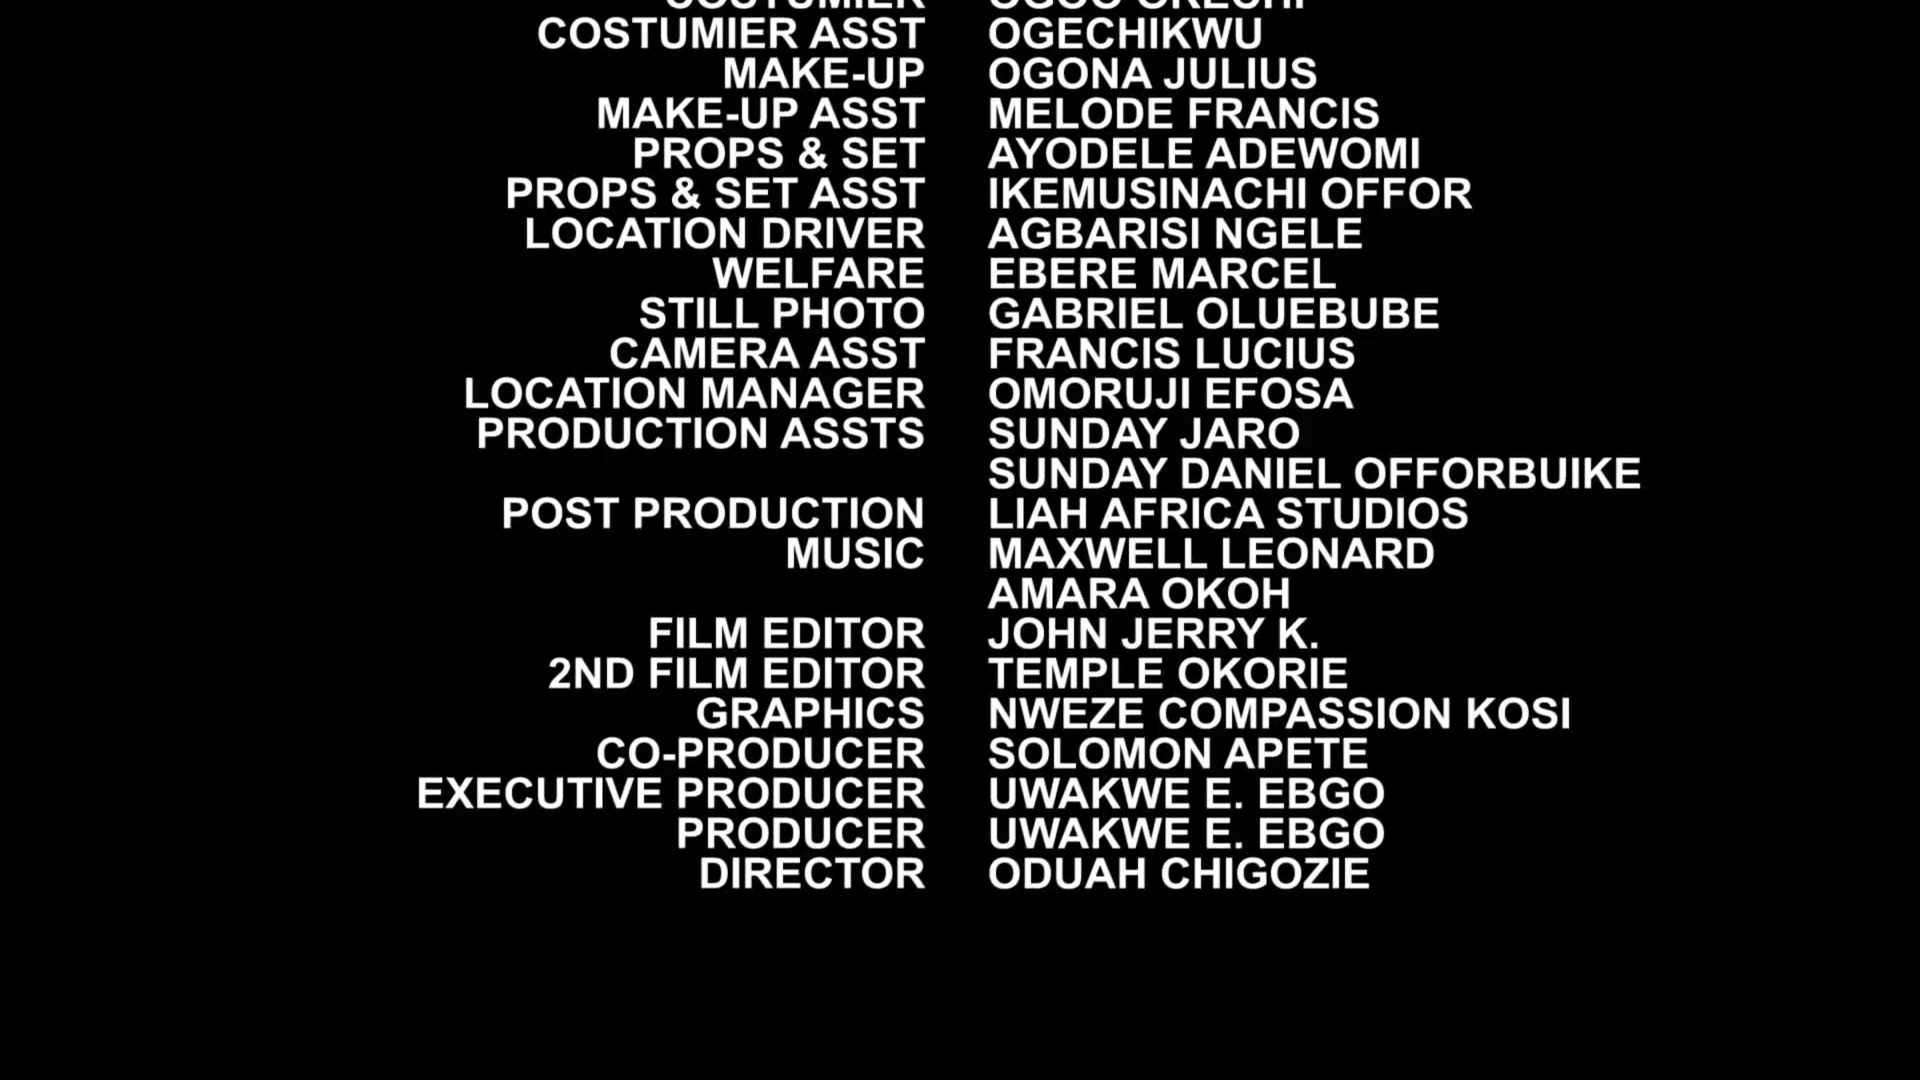 COSTUMIER
COSTUMIER ASST OGECHIKWU
MAKE-UP OGONA JULIUS
MAKE-UP ASST MELODE FRANCIS
PROPS & SET AYODELE ADEWOMI
PROPS & SET ASST IKEMUSINACHI OFFOR
LOCATION DRIVER AGBARISI NGELE
WELFARE EBERE MARCEL
STILL PHOTO GABRIEL OLUEBUBE
CAMERA ASST FRANCIS LUCIUS
LOCATION MANAGER OMORUJI EFOSA
PRODUCTION ASSTS SUNDAY JARO
SUNDAY DANIEL OFFORBUIKE
POST PRODUCTION LIAH AFRICA STUDIOS
MUSIC MAXWELL LEONARD
AMARA OKOH
FILM EDITOR JOHN JERRY K.
2ND FILM EDITOR TEMPLE OKORIE
GRAPHICS NWEZE COMPASSION KOSI
CO-PRODUCER SOLOMON APETE
EXECUTIVE PRODUCER UWAKWE E. EBGO
PRODUCER UWAKWE E. EBGO
DIRECTOR ODUAH CHIGOZIE